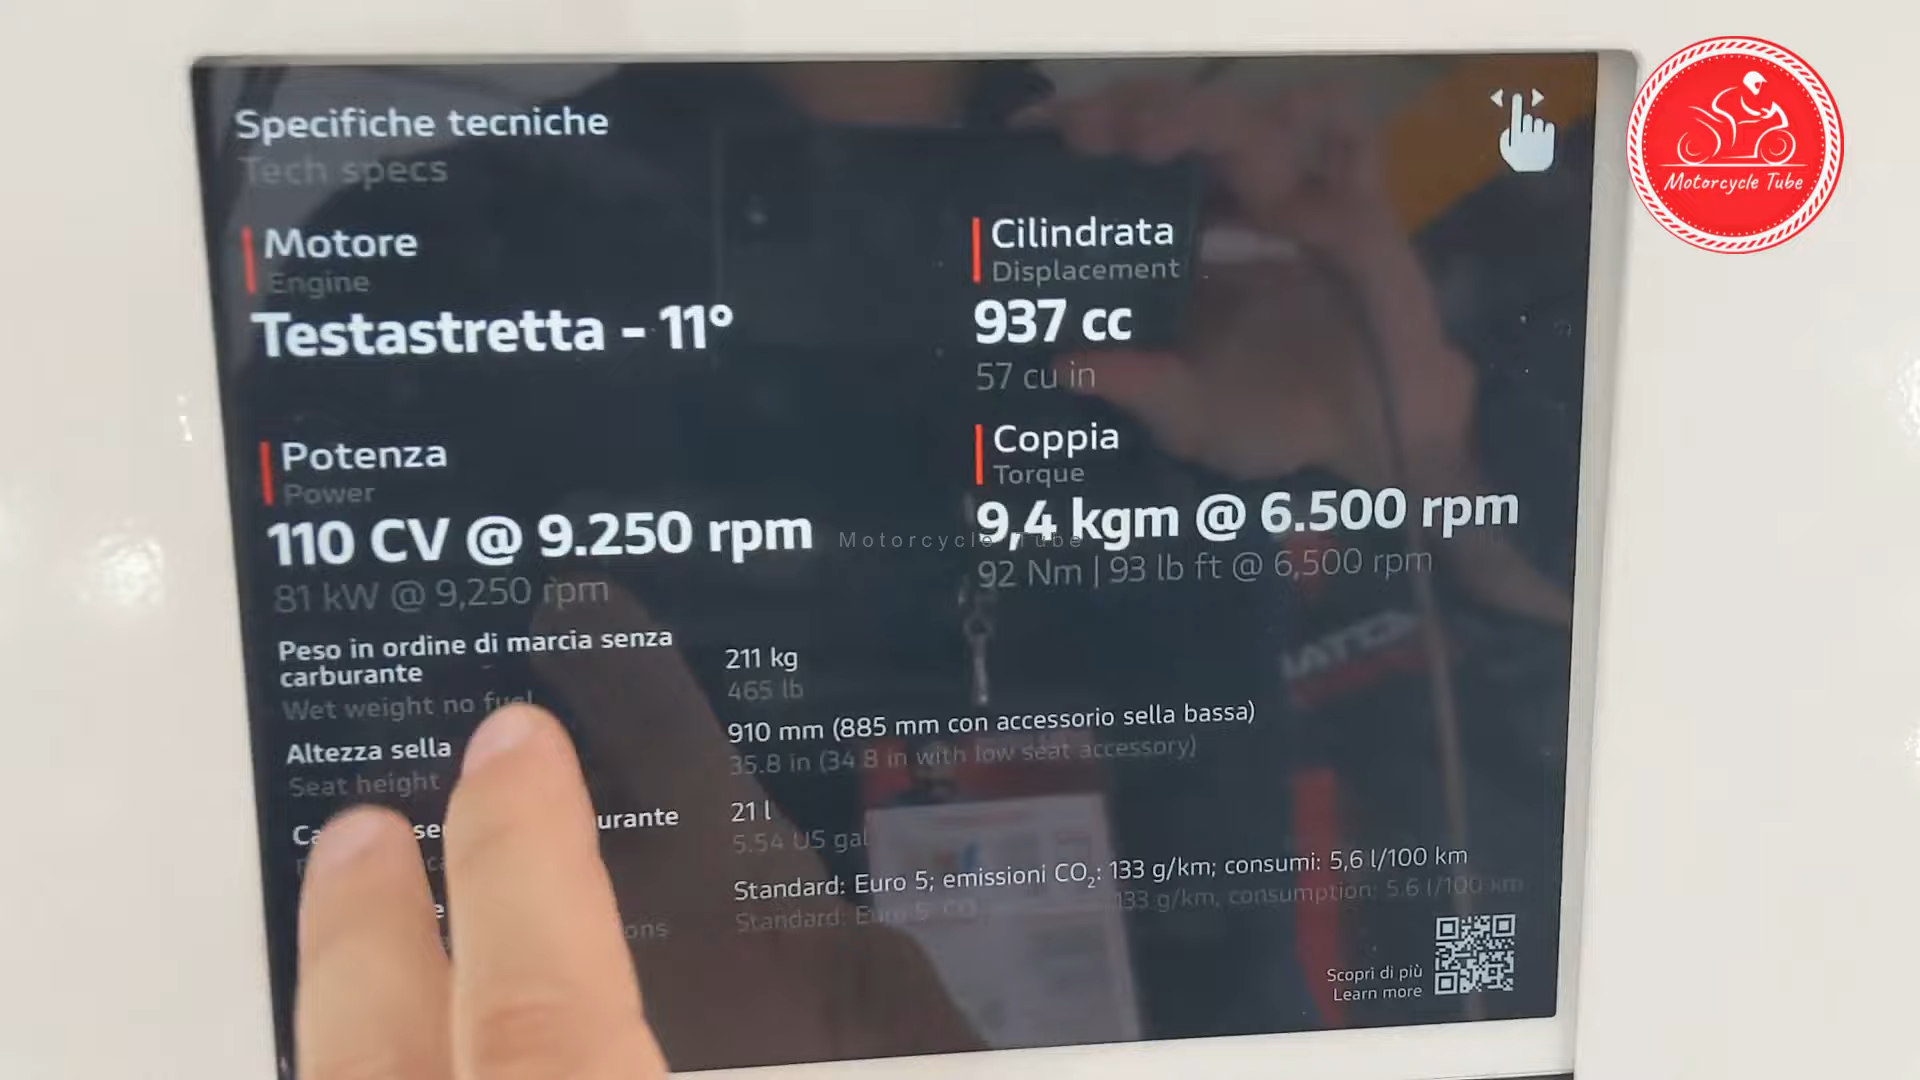 Specifiche tecniche
Tech specs
Motore
Engine
Testastretta - 11°
Cilindrata
Displacement
937 cc
57 cu in
Potenza
Power
110 CV @ 9.250 rpm
81 kW @ 9,250 rpm
Coppia
Torque
9,4 kgm @ 6.500 rpm
92 Nm | 93 lb ft @ 6,500 rpm
Peso in ordine di marcia senza
carburante
Wet weight no fuel
211 kg
465 lb
Altezza sella
Seat height
910 mm (885 mm con accessorio sella bassa)
35.8 in (34.8 in with low seat accessory)
21 l
5.54 US gal
Standard: Euro 5; emissioni CO₂: 133 g/km; consumi: 5,6 l/100 km
Standard: Euro 5 CO 133 g/km, consumption: 5.6 l/100 km
Scopri di più
Learn more
Motorcycle Tube
Motorcycle Tube